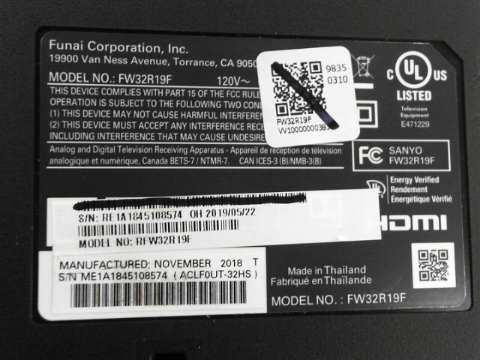 Funai Corporation, Inc.
19900 Van Ness Avenue, Torrance, CA 9050
MODEL NO.: FW32R19F 120V~
THIS DEVICE COMPLIES WITH PART 15 OF THE FCC RULE
OPERATION IS SUBJECT TO THE FOLLOWING TWO CONDIT
(1) THIS DEVICE MAY NOT CAUSE HARMFUL INTERFERENC
(2) THIS DEVICE MUST ACCEPT ANY INTERFERENCE
INCLUDING INTERFERENCE THAT MAY CAUSE UNDESIR
Analog and Digital Television Receiving Apparatus - Appareil de réception de télévision
analogique et numérique, Canada BETS-7 / NTMR-7. CAN ICES-3 (B)/NMB-3(B)
9835
0310
FW32R19F
C UL US
LISTED
Television
Equipment
E471229
FC SANYO
FW32R19F
Energy Verified
Rendement
Énergétique Vérifié
HDMI
S/N: RE1A1845108574 OH 2019/05/22
MODEL NO: RFW32R19F
MANUFACTURED: NOVEMBER 2018 T
S/N ME1A1845108574 ( ACLF0UT-32HS )
Made in Thailand
Fabriqué en Thaïlande
MODEL NO.: FW32R19F